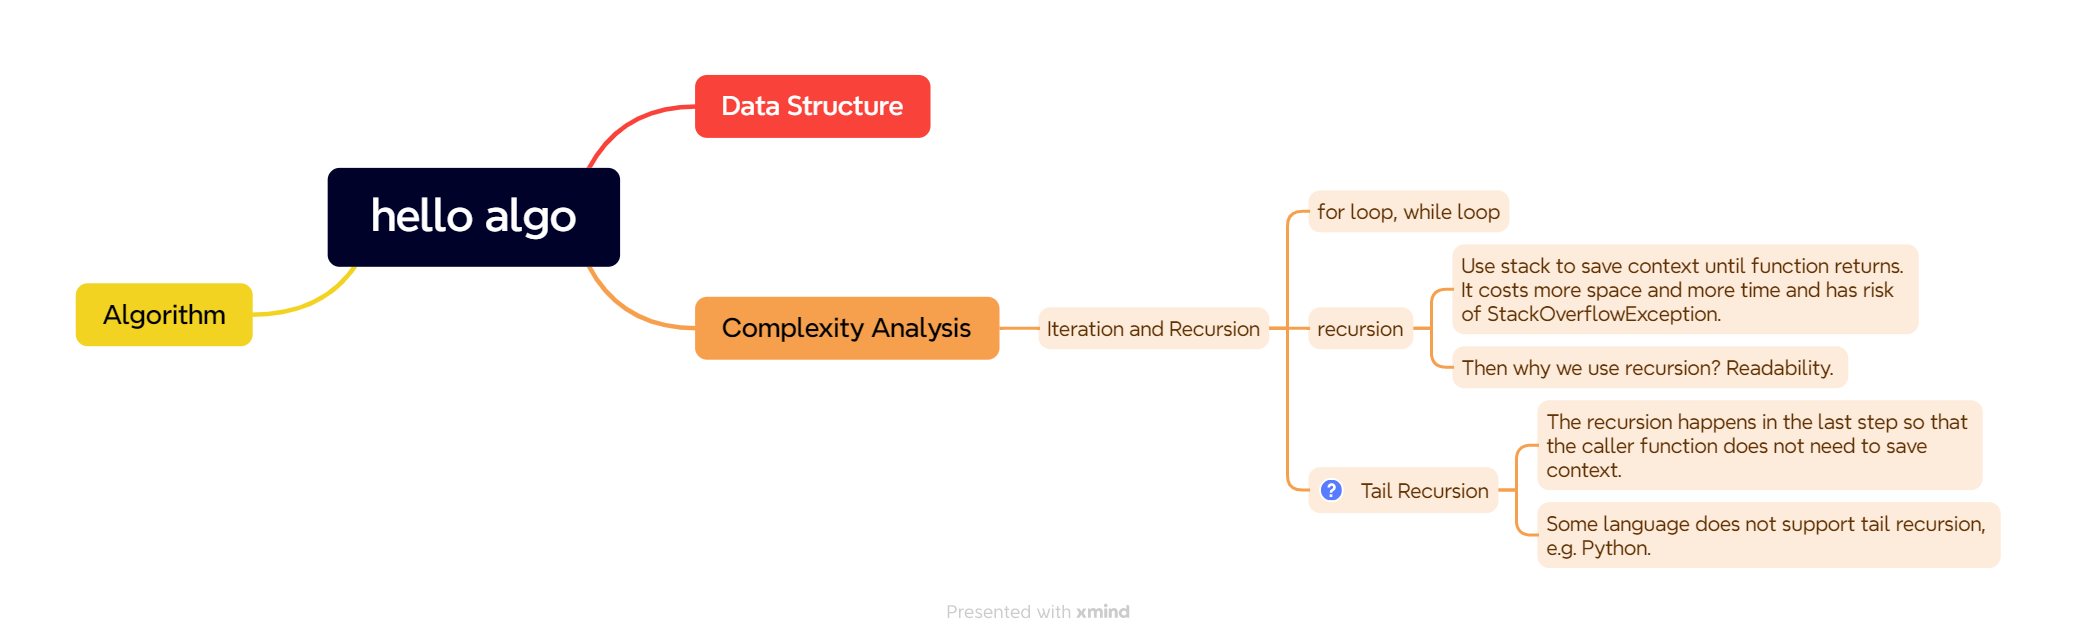 Data Structure
hello algo
Algorithm
Complexity Analysis
Iteration and Recursion
for loop, while loop
recursion
Use stack to save context until function returns.
It costs more space and more time and has risk
of StackOverflowException.
Then why we use recursion? Readability.
? Tail Recursion
The recursion happens in the last step so that
the caller function does not need to save
context.
Some language does not support tail recursion,
e.g. Python.
Presented with xmind